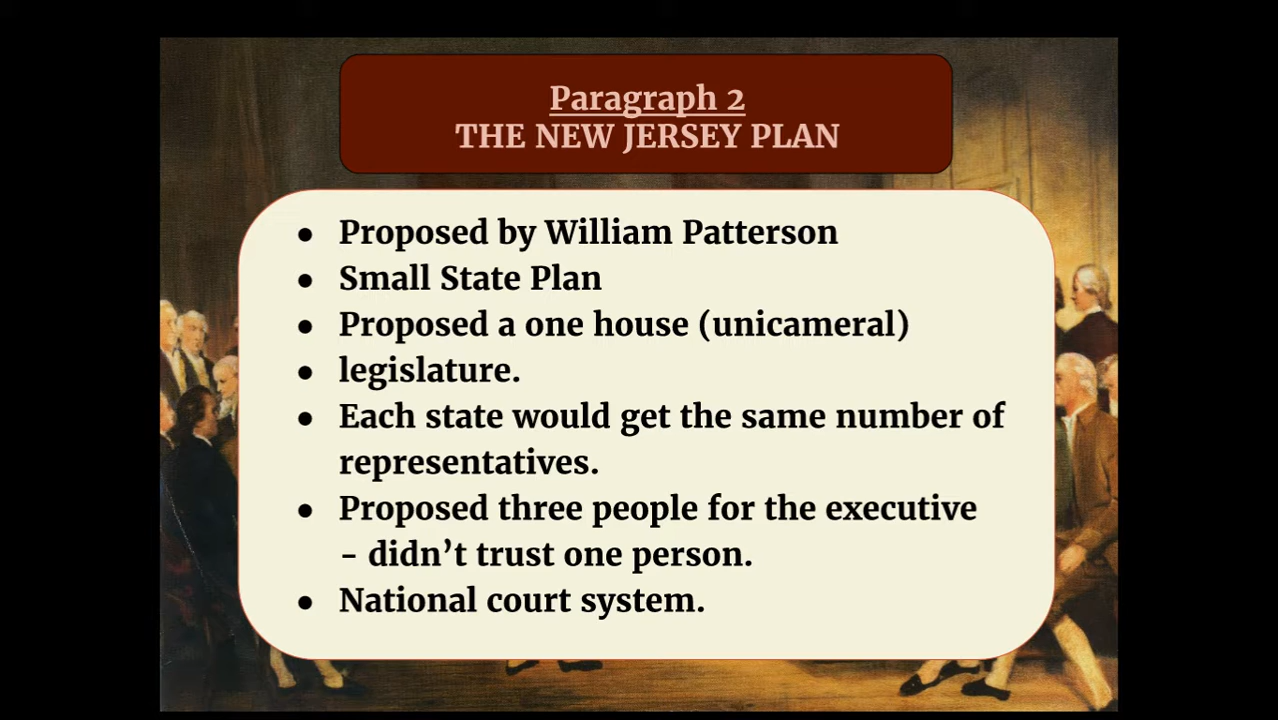 Paragraph 2
THE NEW JERSEY PLAN
● Proposed by William Patterson
● Small State Plan
● Proposed a one house (unicameral)
● legislature.
● Each state would get the same number of
representatives.
● Proposed three people for the executive
- didn’t trust one person.
● National court system.